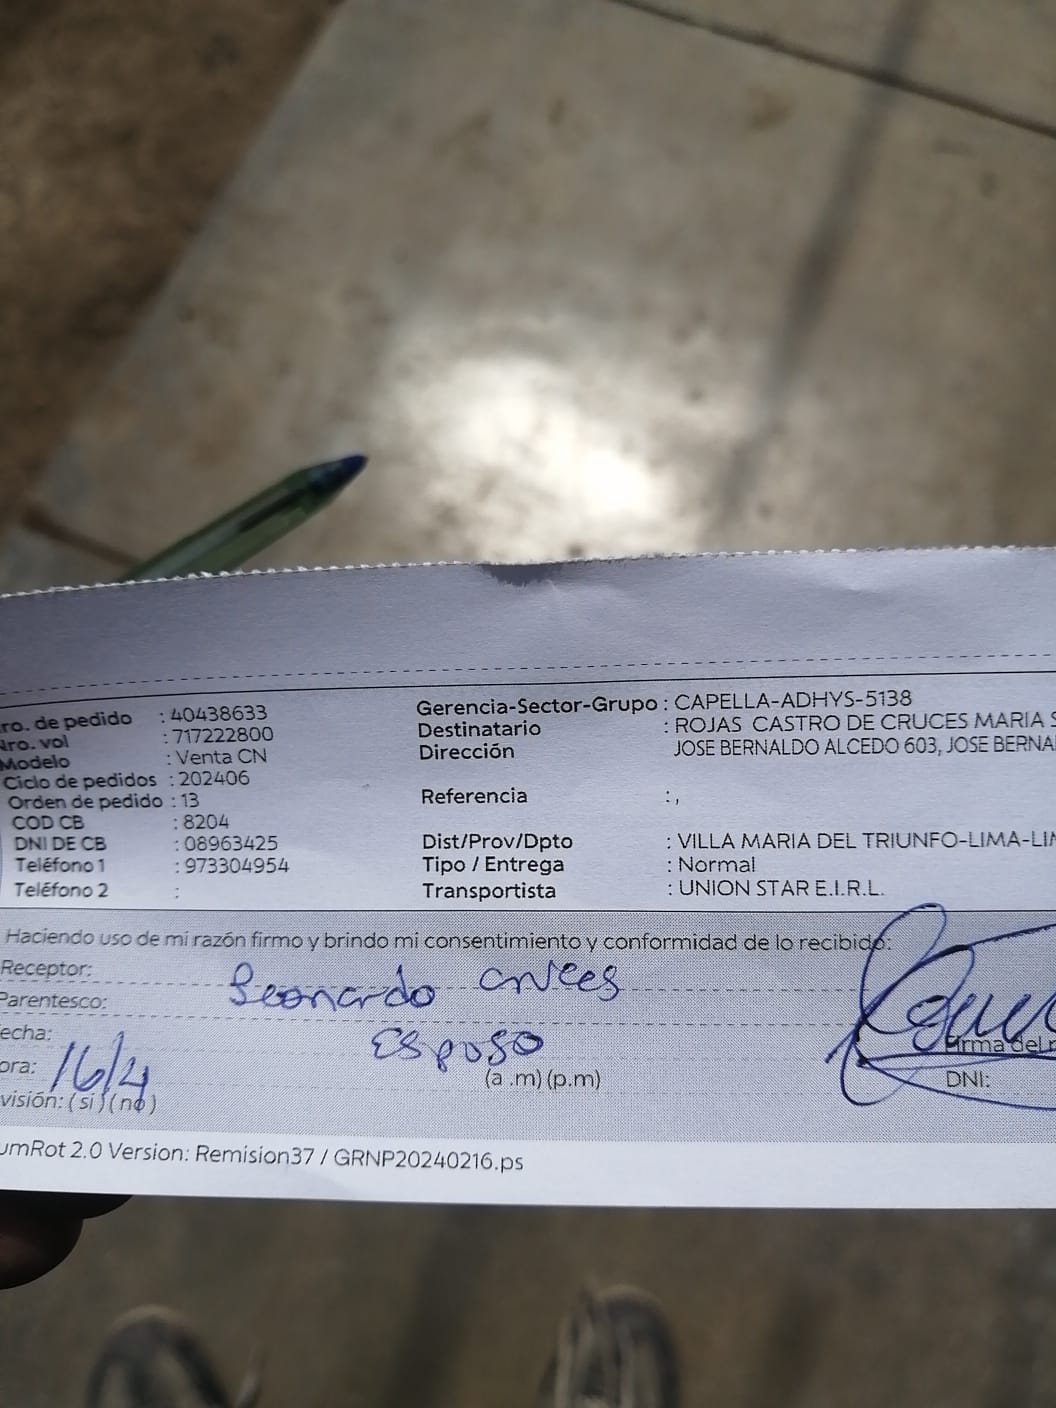 ro. de pedido : 40438633 Gerencia-Sector-Grupo : CAPELLA-ADHYS-5138
Nro. vol : 717222800 Destinatario : ROJAS CASTRO DE CRUCES MARIA S
Modelo : Venta CN Dirección JOSE BERNALDO ALCEDO 603, JOSE BERNA
Ciclo de pedidos : 202406
Orden de pedido : 13 Referencia : ,
COD CB : 8204
DNI DE CB : 08963425 Dist/Prov/Dpto : VILLA MARIA DEL TRIUNFO-LIMA-LIM
Teléfono 1 : 973304954 Tipo / Entrega : Normal
Teléfono 2 : Transportista : UNION STAR E.I.R.L.
Haciendo uso de mi razón firmo y brindo mi consentimiento y conformidad de lo recibido:
Receptor: Leonardo cruces
Parentesco: Esposo
echa: 16/4 Firma del r
ora: (a .m) (p.m) DNI:
visión: ( si ) ( no )
umRot 2.0 Version: Remision37 / GRNP20240216.ps